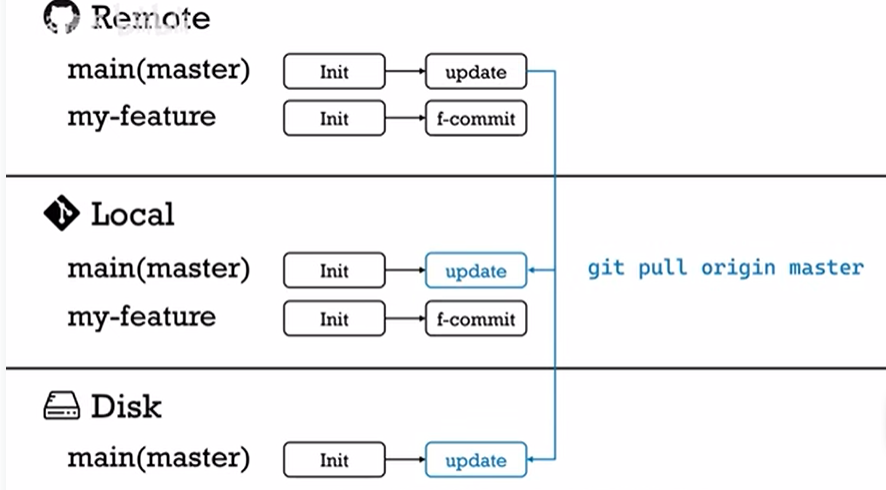 Remote
main(master) Init update
my-feature Init f-commit
Local
main(master) Init update git pull origin master
my-feature Init f-commit
Disk
main(master) Init update